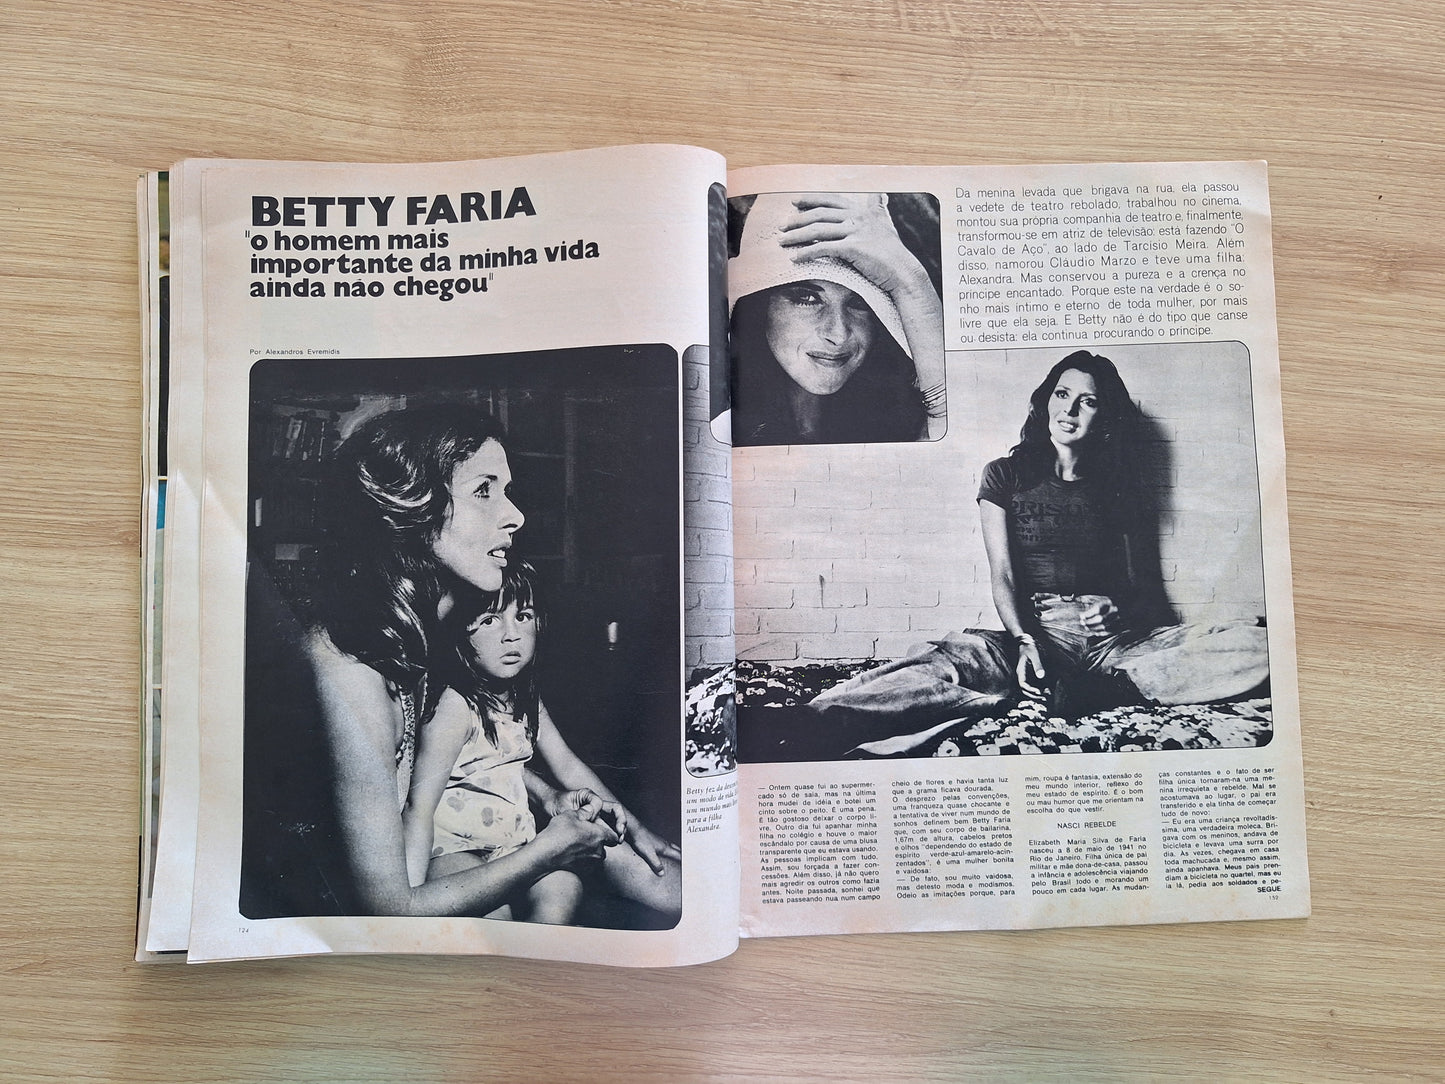 BETTY FARIA
"o homem mais
importante da minha vida
ainda não chegou"
Por Alexandros Evremidis
Betty fez da
um modo de vida
um mundo mais
para a filha
Alexandra.
124
Da menina levada que brigava na rua, ela passou
a vedete de teatro rebolado, trabalhou no cinema,
montou sua própria companhia de teatro e, finalmente,
transformou-se em atriz de televisão: está fazendo "O
Cavalo de Aço", ao lado de Tarcísio Meira. Além
disso, namorou Cláudio Marzo e teve uma filha:
Alexandra. Mas conservou a pureza e a crença no
príncipe encantado. Porque este na verdade é o so-
nho mais íntimo e eterno de toda mulher, por mais
livre que ela seja. E Betty não é do tipo que canse
ou desista: ela continua procurando o príncipe.
— Ontem quase fui ao supermer-
cado só de saia, mas na última
hora mudei de idéia e botei um
cinto sobre o peito. É uma pena.
É tão gostoso deixar o corpo li-
vre. Outro dia fui apanhar minha
filha no colégio e houve o maior
escândalo por causa de uma blusa
transparente que eu estava usando.
As pessoas implicam com tudo.
Assim, sou forçada a fazer con-
cessões. Além disso, já não quero
mais agredir os outros como fazia
antes. Noite passada, sonhei que
estava passeando nua num campo
cheio de flores e havia tanta luz
que a grama ficava dourada.
O desprezo pelas convenções,
uma franqueza quase chocante e
a tentativa de viver num mundo de
sonhos definem bem Betty Faria
que, com seu corpo de bailarina,
1,67m de altura, cabelos pretos
e olhos "dependendo do estado de
espírito verde-azul-amarelo-acin-
zentados", é uma mulher bonita
e vaidosa:
— De fato, sou muito vaidosa,
mas detesto moda e modismos.
Odeio as imitações porque, para
mim, roupa é fantasia, extensão do
meu mundo interior, reflexo do
meu estado de espírito. É o bom
ou mau humor que me orientam na
escolha do que vestir.
NASCI REBELDE
Elizabeth Maria Silva de Faria
nasceu a 8 de maio de 1941 no
Rio de Janeiro. Filha única de pai
militar e mãe dona-de-casa, passou
a infância e adolescência viajando
pelo Brasil todo e morando um
pouco em cada lugar. As mudan-
ças constantes e o fato de ser
filha única tornaram-na uma me-
nina irrequieta e rebelde. Mal se
acostumava ao lugar, o pai era
transferido e ela tinha de começar
tudo de novo:
— Eu era uma criança revoltadís-
sima, uma verdadeira moleca. Bri-
gava com os meninos, andava de
bicicleta e levava uma surra por
dia. Às vezes, chegava em casa
toda machucada e, mesmo assim,
ainda apanhava. Meus pais pren-
diam a bicicleta no quartel, mas eu
ia lá, pedia aos soldados e pe-
SEGUE